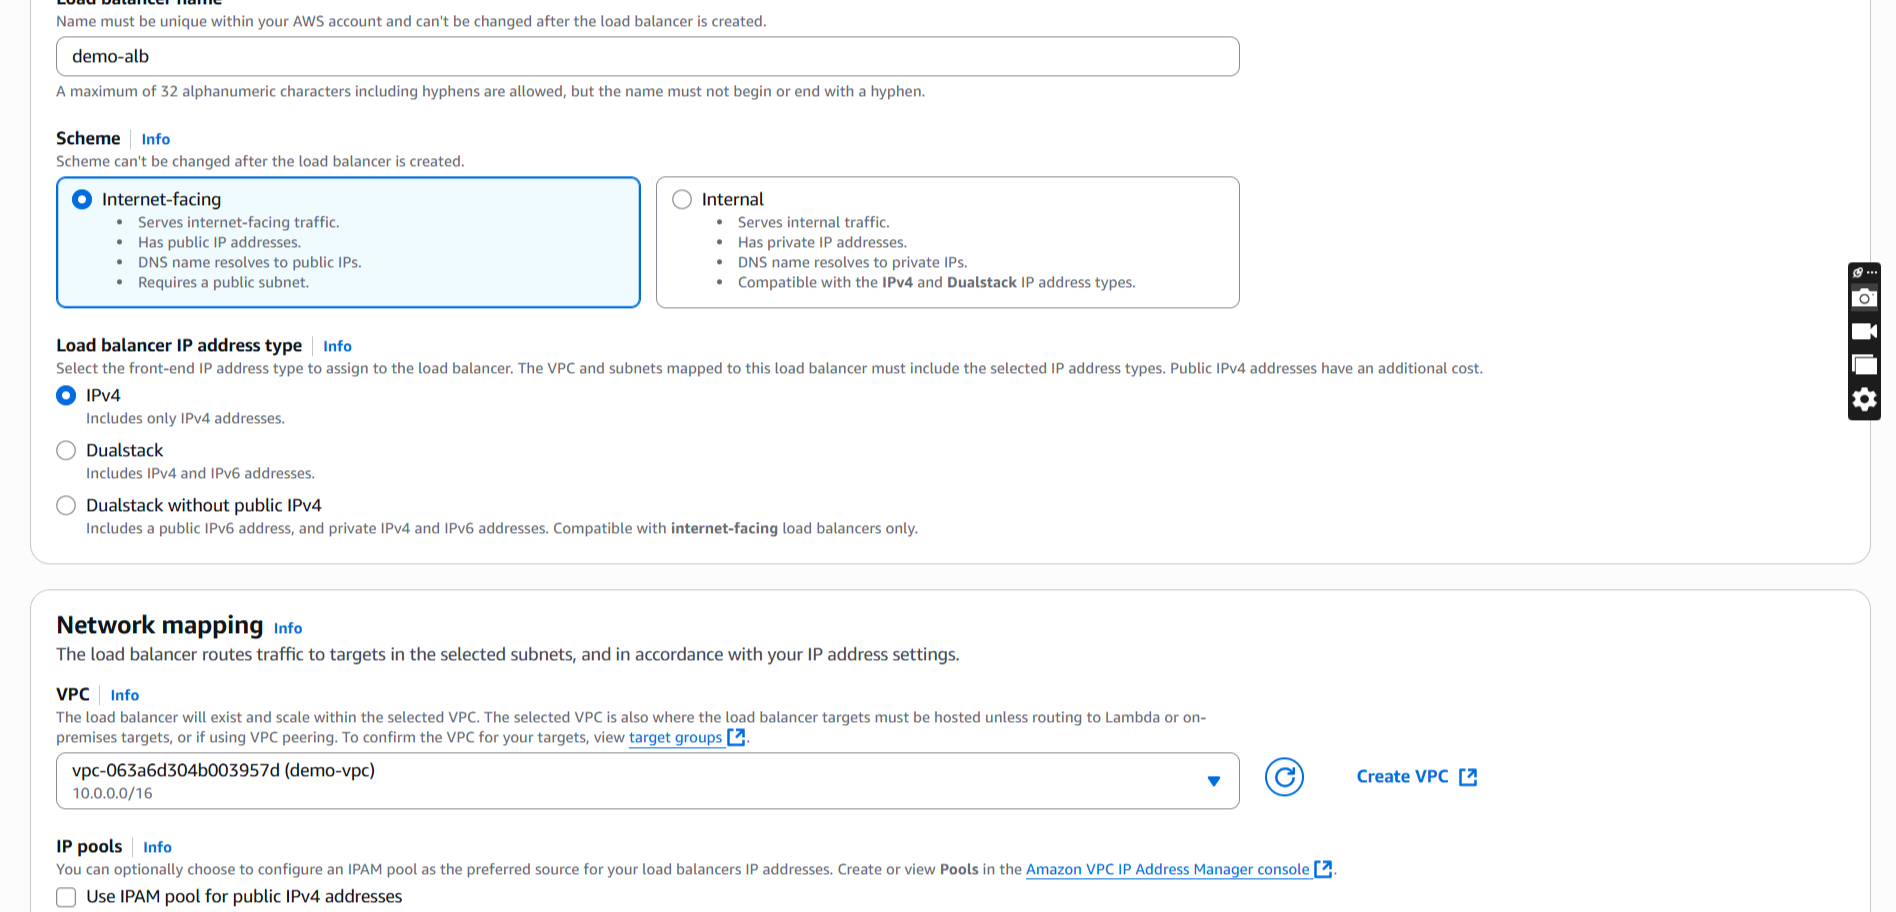 Load balancer name
Name must be unique within your AWS account and can't be changed after the load balancer is created.
demo-alb
A maximum of 32 alphanumeric characters including hyphens are allowed, but the name must not begin or end with a hyphen.
Scheme Info
Scheme can't be changed after the load balancer is created.
Internet-facing
• Serves internet-facing traffic.
• Has public IP addresses.
• DNS name resolves to public IPs.
• Requires a public subnet.
Internal
• Serves internal traffic.
• Has private IP addresses.
• DNS name resolves to private IPs.
• Compatible with the IPv4 and Dualstack IP address types.
Load balancer IP address type Info
Select the front-end IP address type to assign to the load balancer. The VPC and subnets mapped to this load balancer must include the selected IP address types. Public IPv4 addresses have an additional cost.
IPv4
Includes only IPv4 addresses.
Dualstack
Includes IPv4 and IPv6 addresses.
Dualstack without public IPv4
Includes a public IPv6 address, and private IPv4 and IPv6 addresses. Compatible with internet-facing load balancers only.
Network mapping Info
The load balancer routes traffic to targets in the selected subnets, and in accordance with your IP address settings.
VPC Info
The load balancer will exist and scale within the selected VPC. The selected VPC is also where the load balancer targets must be hosted unless routing to Lambda or on-
premises targets, or if using VPC peering. To confirm the VPC for your targets, view target groups.
vpc-063a6d304b003957d (demo-vpc)
10.0.0.0/16
Create VPC
IP pools Info
You can optionally choose to configure an IPAM pool as the preferred source for your load balancers IP addresses. Create or view Pools in the Amazon VPC IP Address Manager console.
Use IPAM pool for public IPv4 addresses